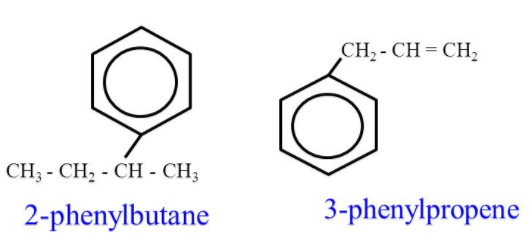 CH₃ - CH₂ - CH - CH₃
2-phenylbutane
CH₂ - CH = CH₂
3-phenylpropene